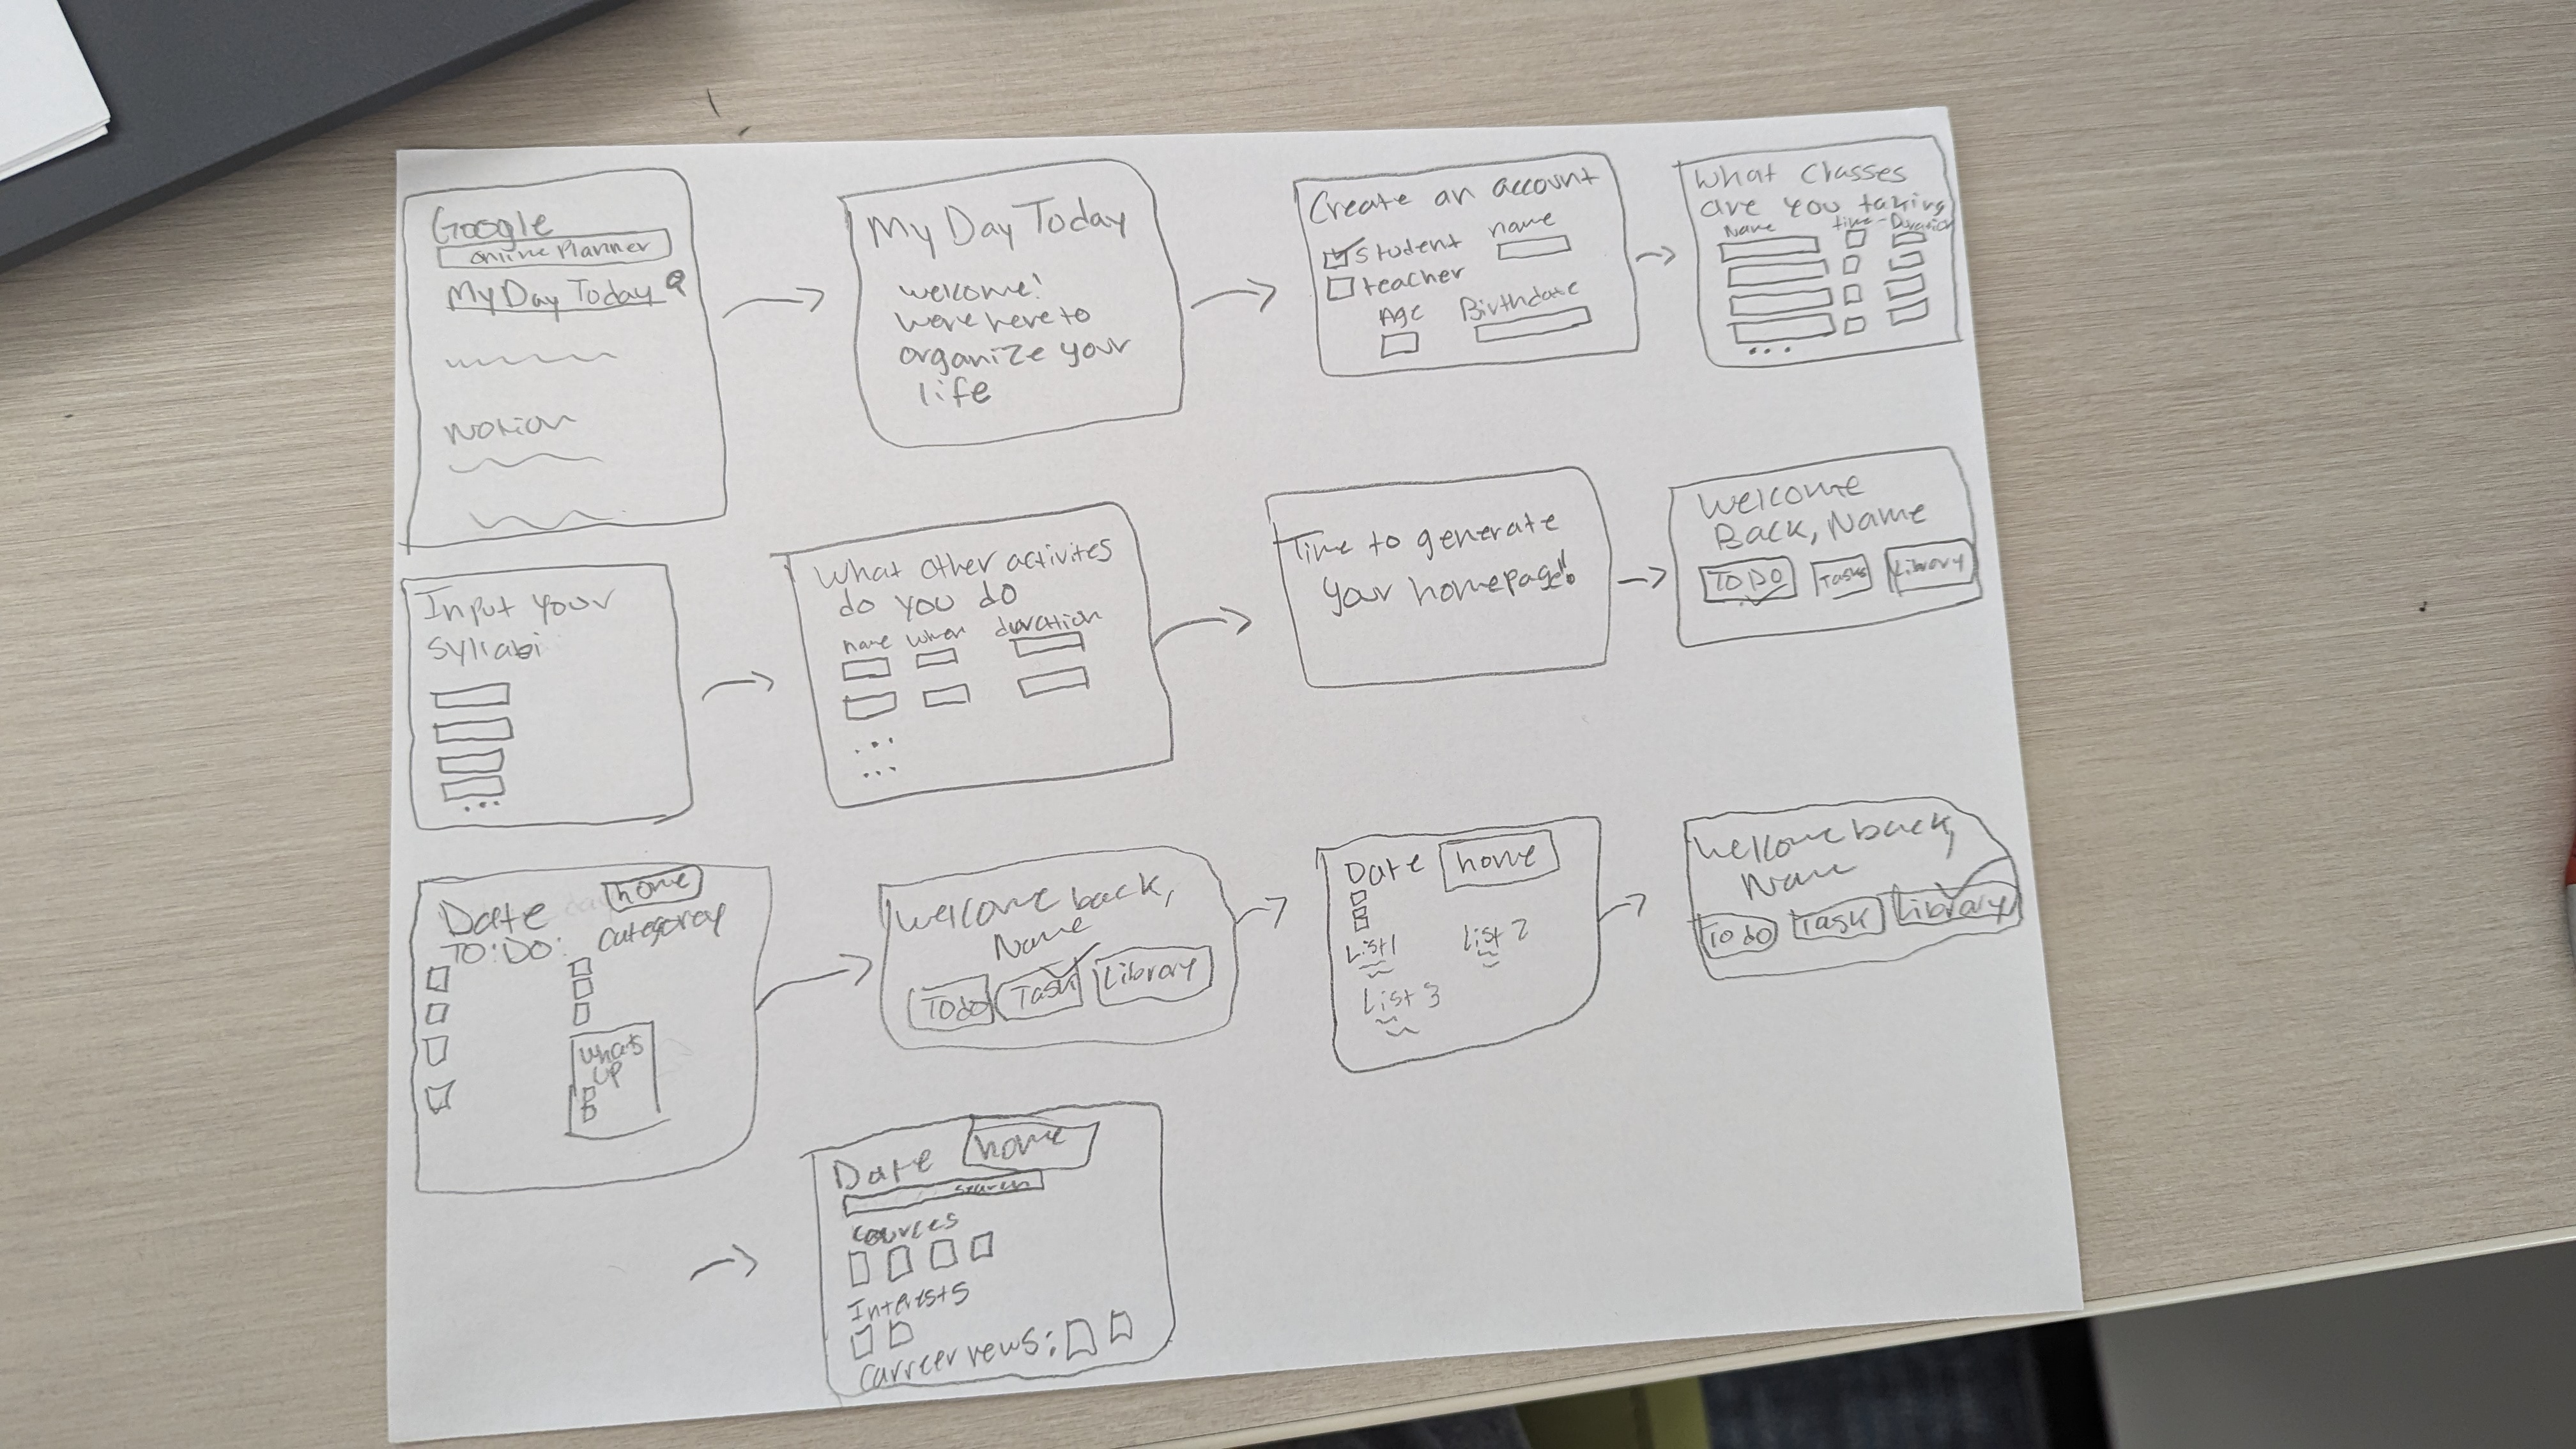 Google
online Planner
My Day Today
Notion
My Day Today
welcome!
were here to
organize your
life
Create an account
student name
teacher
Age Birthdate
What Classes
are you taking
Name time Duration
...
Input your
syllabi
...
What other activites
do you do
name when duration
...
...
Time to generate
your homepage!!
Welcome
Back, Name
TO DO Tasks Library
Date home
TO:DO: categorey
whats
up
Welcome back,
Name
Todo Task Library
Date home
List 1 List 2
List 3
Welcome back,
Name
To do Task Library
Date home
search
courses
Interests
carreer news: